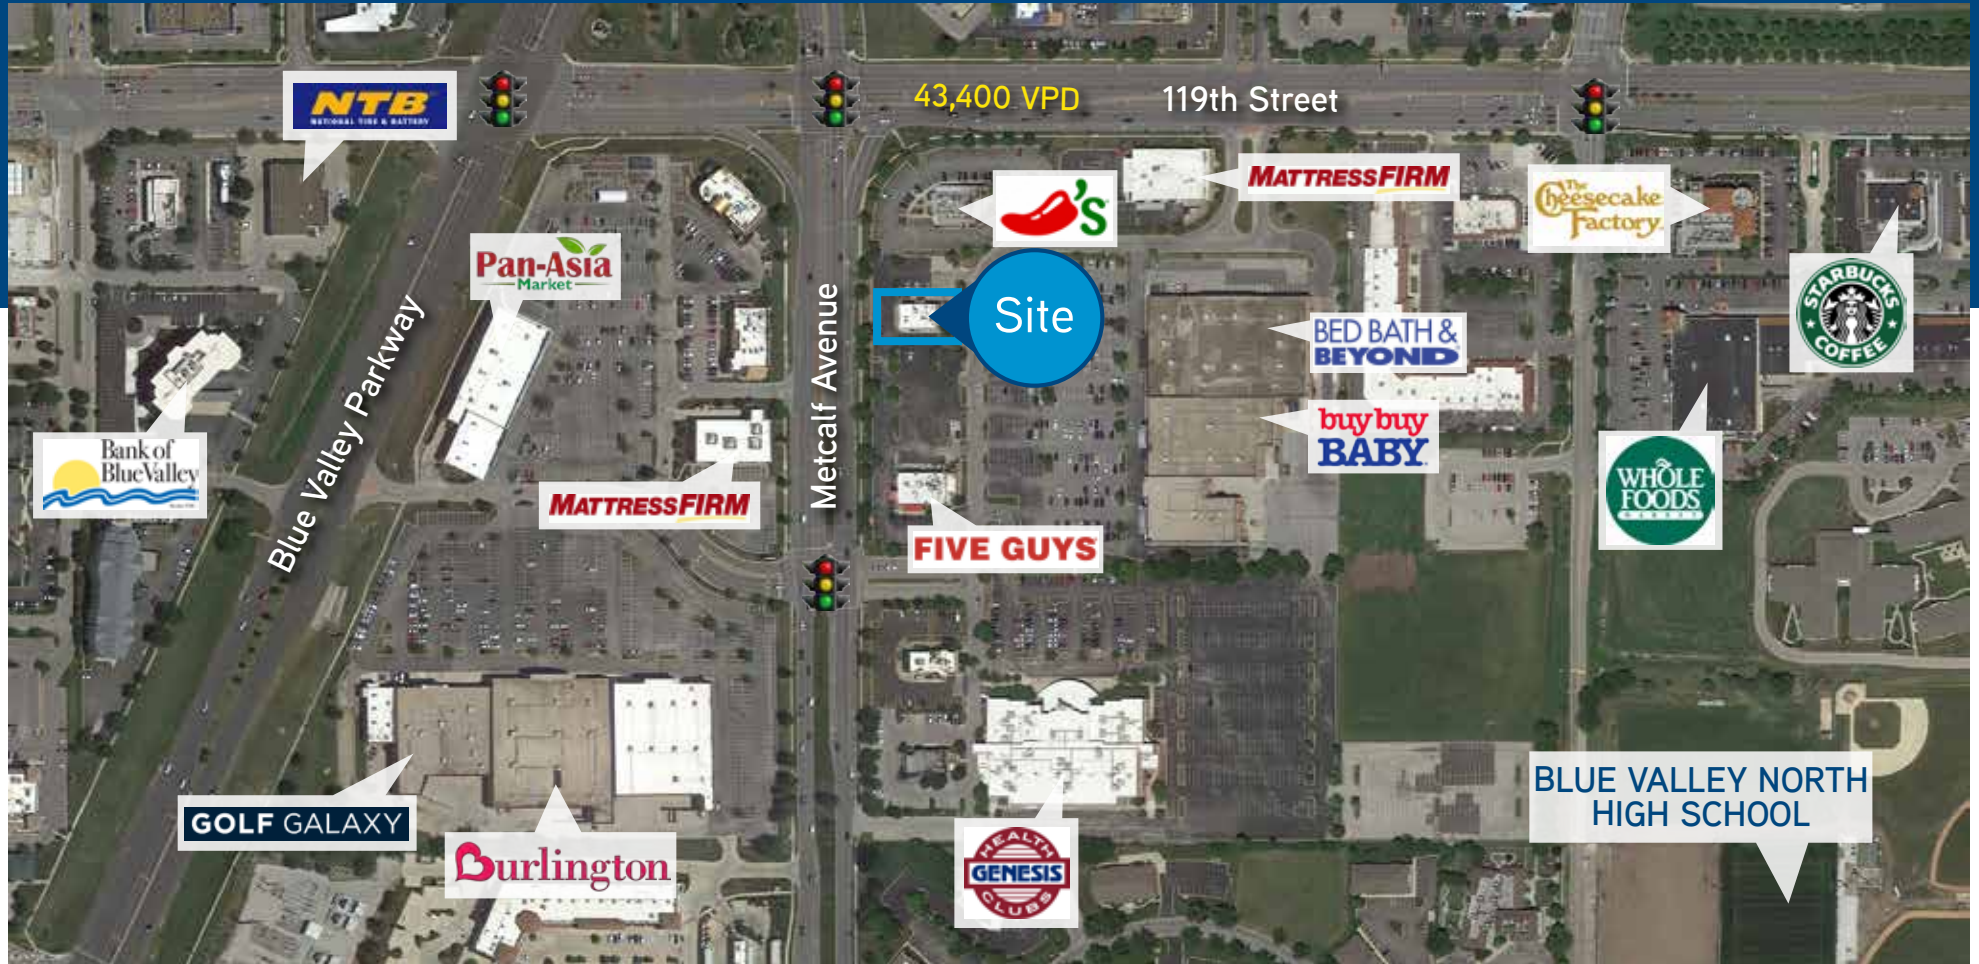 NTB
NATIONAL TIRE & BATTERY
43,400 VPD
119th Street
MATTRESSFIRM
'S
The
Cheesecake
Factory
Pan-Asia
Market
Site
STARBUCKS
COFFEE
BED BATH &
BEYOND
Blue Valley Parkway
Metcalf Avenue
buybuy
BABY
Bank of
BlueValley
MATTRESSFIRM
WHOLE
FOODS
MARKET
FIVE GUYS
GOLF GALAXY
BLUE VALLEY NORTH
HIGH SCHOOL
Burlington
HEALTH
GENESIS
CLUBS